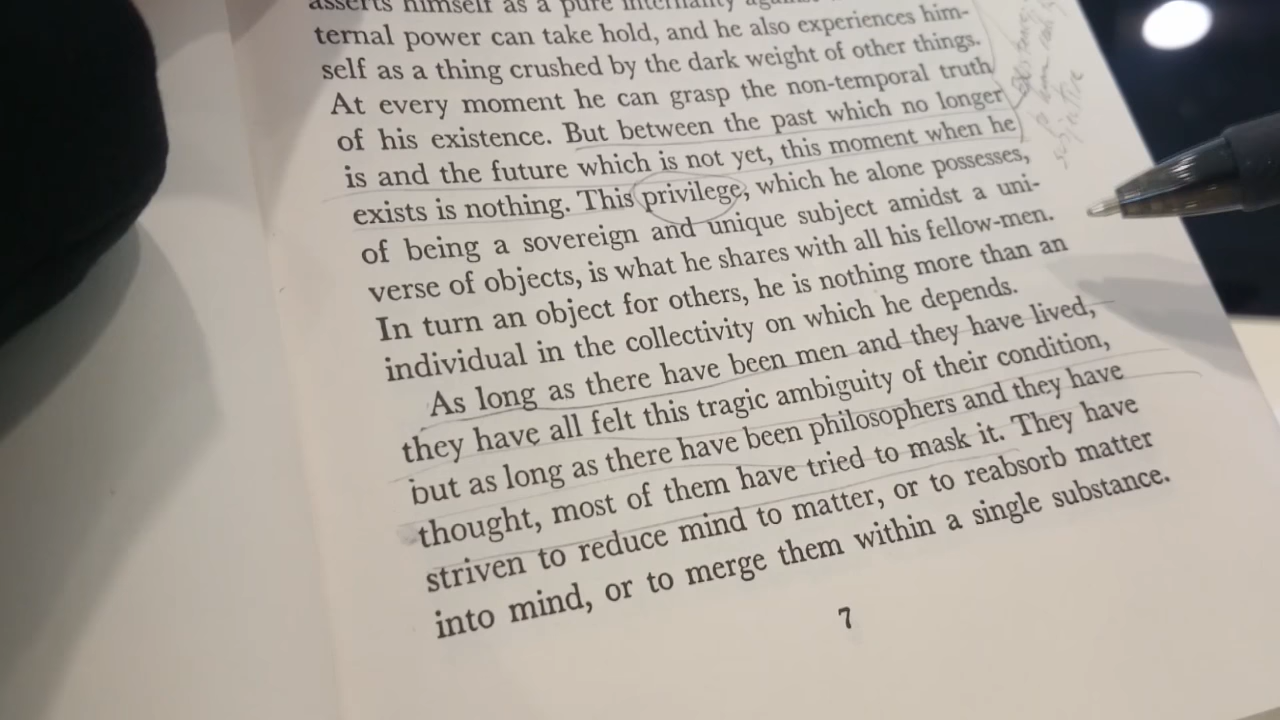 asserts himself as a pure internality against
ternal power can take hold, and he also experiences him-
self as a thing crushed by the dark weight of other things.
At every moment he can grasp the non-temporal truth
of his existence. But between the past which no longer
is and the future which is not yet, this moment when he
exists is nothing. This privilege, which he alone possesses,
of being a sovereign and unique subject amidst a uni-
verse of objects, is what he shares with all his fellow-men.
In turn an object for others, he is nothing more than an
individual in the collectivity on which he depends.
As long as there have been men and they have lived,
they have all felt this tragic ambiguity of their condition,
but as long as there have been philosophers and they have
thought, most of them have tried to mask it. They have
striven to reduce mind to matter, or to reabsorb matter
into mind, or to merge them within a single substance.
7